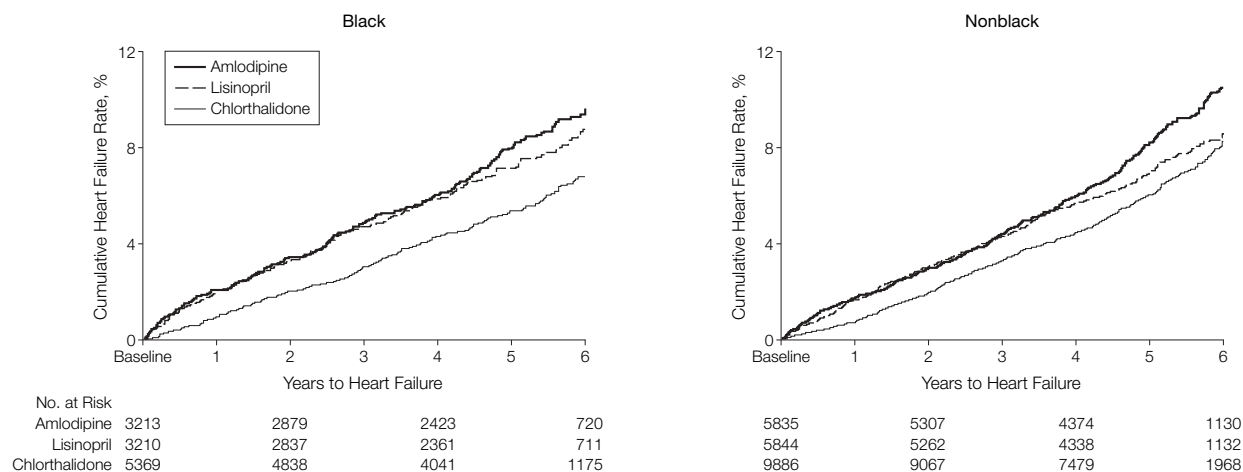 Black
Nonblack
12
8
4
0
Cumulative Heart Failure Rate, %
Amlodipine
Lisinopril
Chlorthalidone
Baseline 1 2 3 4 5 6
Years to Heart Failure
12
8
4
0
Cumulative Heart Failure Rate, %
Baseline 1 2 3 4 5 6
Years to Heart Failure
No. at Risk
Amlodipine 3213 2879 2423 720 5835 5307 4374 1130
Lisinopril 3210 2837 2361 711 5844 5262 4338 1132
Chlorthalidone 5369 4838 4041 1175 9886 9067 7479 1968